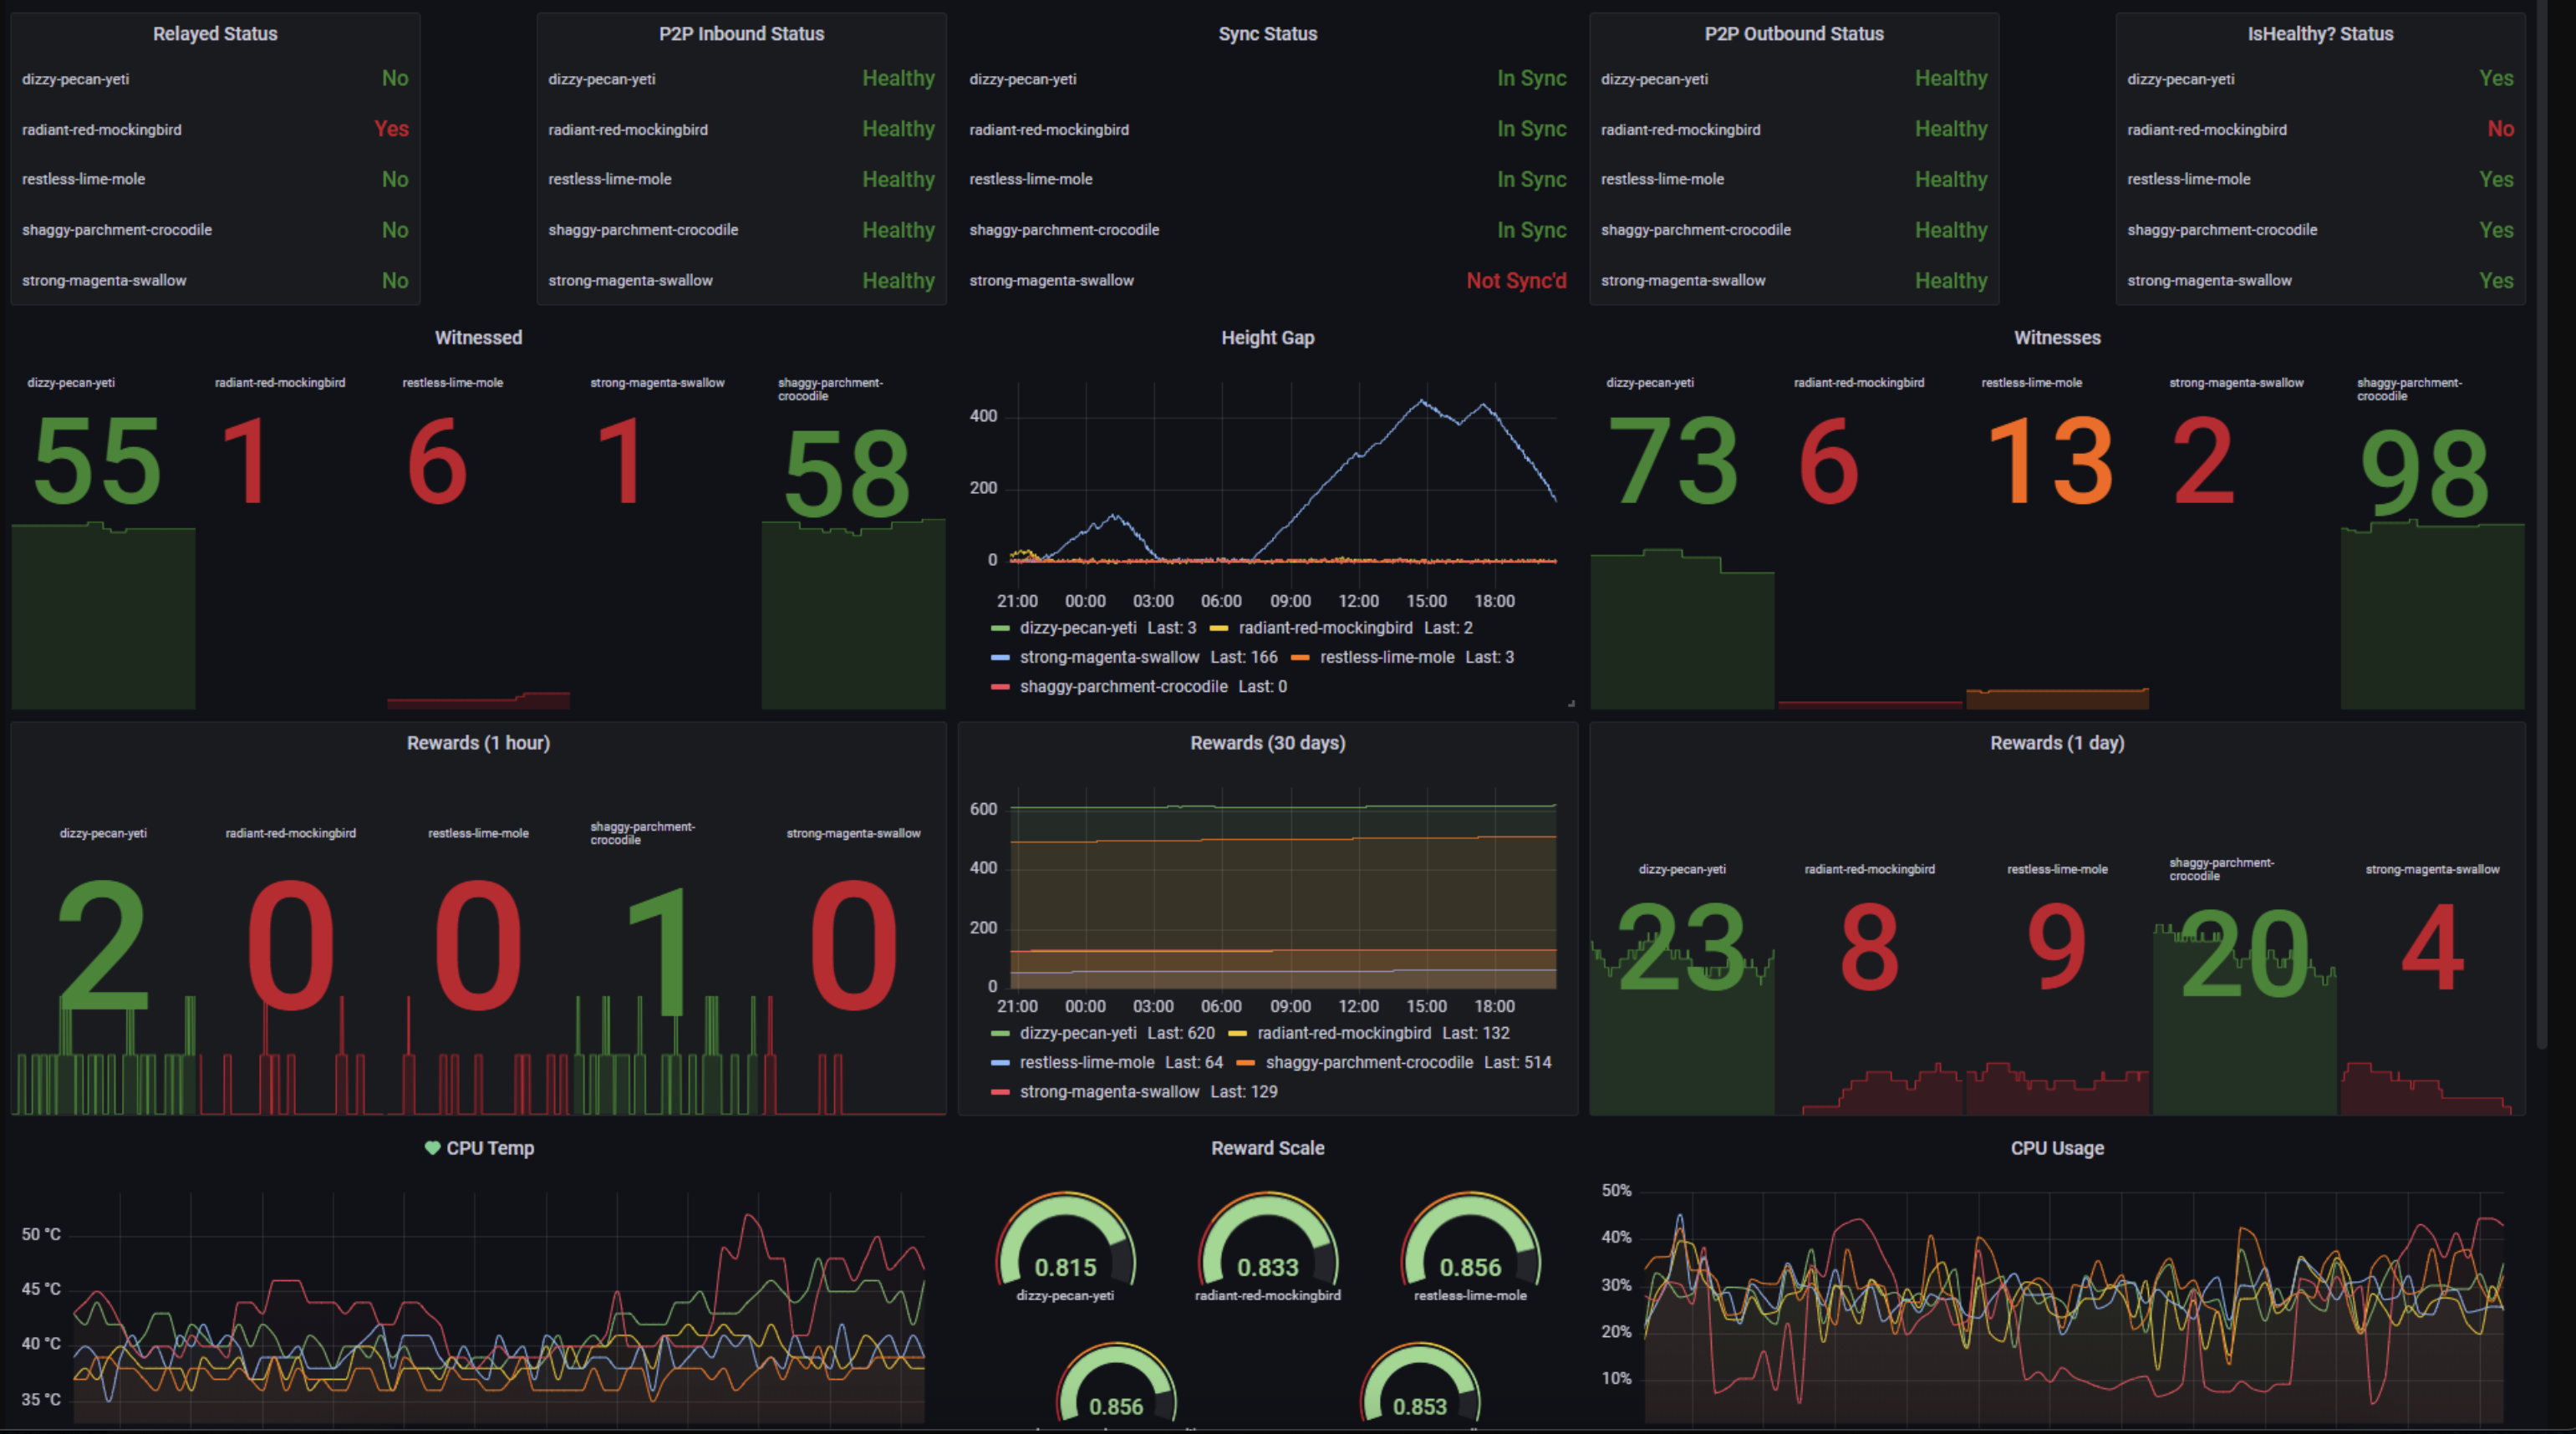 Relayed Status
dizzy-pecan-yeti No
radiant-red-mockingbird Yes
restless-lime-mole No
shaggy-parchment-crocodile No
strong-magenta-swallow No
P2P Inbound Status
dizzy-pecan-yeti Healthy
radiant-red-mockingbird Healthy
restless-lime-mole Healthy
shaggy-parchment-crocodile Healthy
strong-magenta-swallow Healthy
Sync Status
dizzy-pecan-yeti In Sync
radiant-red-mockingbird In Sync
restless-lime-mole In Sync
shaggy-parchment-crocodile In Sync
strong-magenta-swallow Not Sync'd
P2P Outbound Status
dizzy-pecan-yeti Healthy
radiant-red-mockingbird Healthy
restless-lime-mole Healthy
shaggy-parchment-crocodile Healthy
strong-magenta-swallow Healthy
IsHealthy? Status
dizzy-pecan-yeti Yes
radiant-red-mockingbird No
restless-lime-mole Yes
shaggy-parchment-crocodile Yes
strong-magenta-swallow Yes
Witnessed
dizzy-pecan-yeti
55
radiant-red-mockingbird
1
restless-lime-mole
6
strong-magenta-swallow
1
shaggy-parchment-
crocodile
58
Height Gap
400
200
0
21:00 00:00 03:00 06:00 09:00 12:00 15:00 18:00
dizzy-pecan-yeti Last: 3 radiant-red-mockingbird Last: 2
strong-magenta-swallow Last: 166 restless-lime-mole Last: 3
shaggy-parchment-crocodile Last: 0
Witnesses
dizzy-pecan-yeti
73
radiant-red-mockingbird
6
restless-lime-mole
13
strong-magenta-swallow
2
shaggy-parchment-
crocodile
98
Rewards (1 hour)
dizzy-pecan-yeti
2
radiant-red-mockingbird
0
restless-lime-mole
0
shaggy-parchment-
crocodile
1
strong-magenta-swallow
0
Rewards (30 days)
600
400
200
0
21:00 00:00 03:00 06:00 09:00 12:00 15:00 18:00
dizzy-pecan-yeti Last: 620 radiant-red-mockingbird Last: 132
restless-lime-mole Last: 64 shaggy-parchment-crocodile Last: 514
strong-magenta-swallow Last: 129
Rewards (1 day)
dizzy-pecan-yeti
23
radiant-red-mockingbird
8
restless-lime-mole
9
shaggy-parchment-
crocodile
20
strong-magenta-swallow
4
CPU Temp
50 °C
45 °C
40 °C
35 °C
Reward Scale
0.815
dizzy-pecan-yeti
0.833
radiant-red-mockingbird
0.856
restless-lime-mole
0.856
0.853
CPU Usage
50%
40%
30%
20%
10%